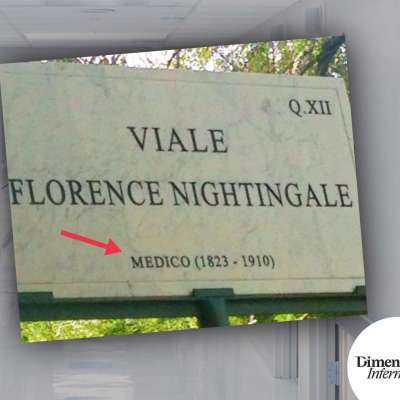 Q.XII
VIALE
FLORENCE NIGHTINGALE
MEDICO (1823 - 1910)